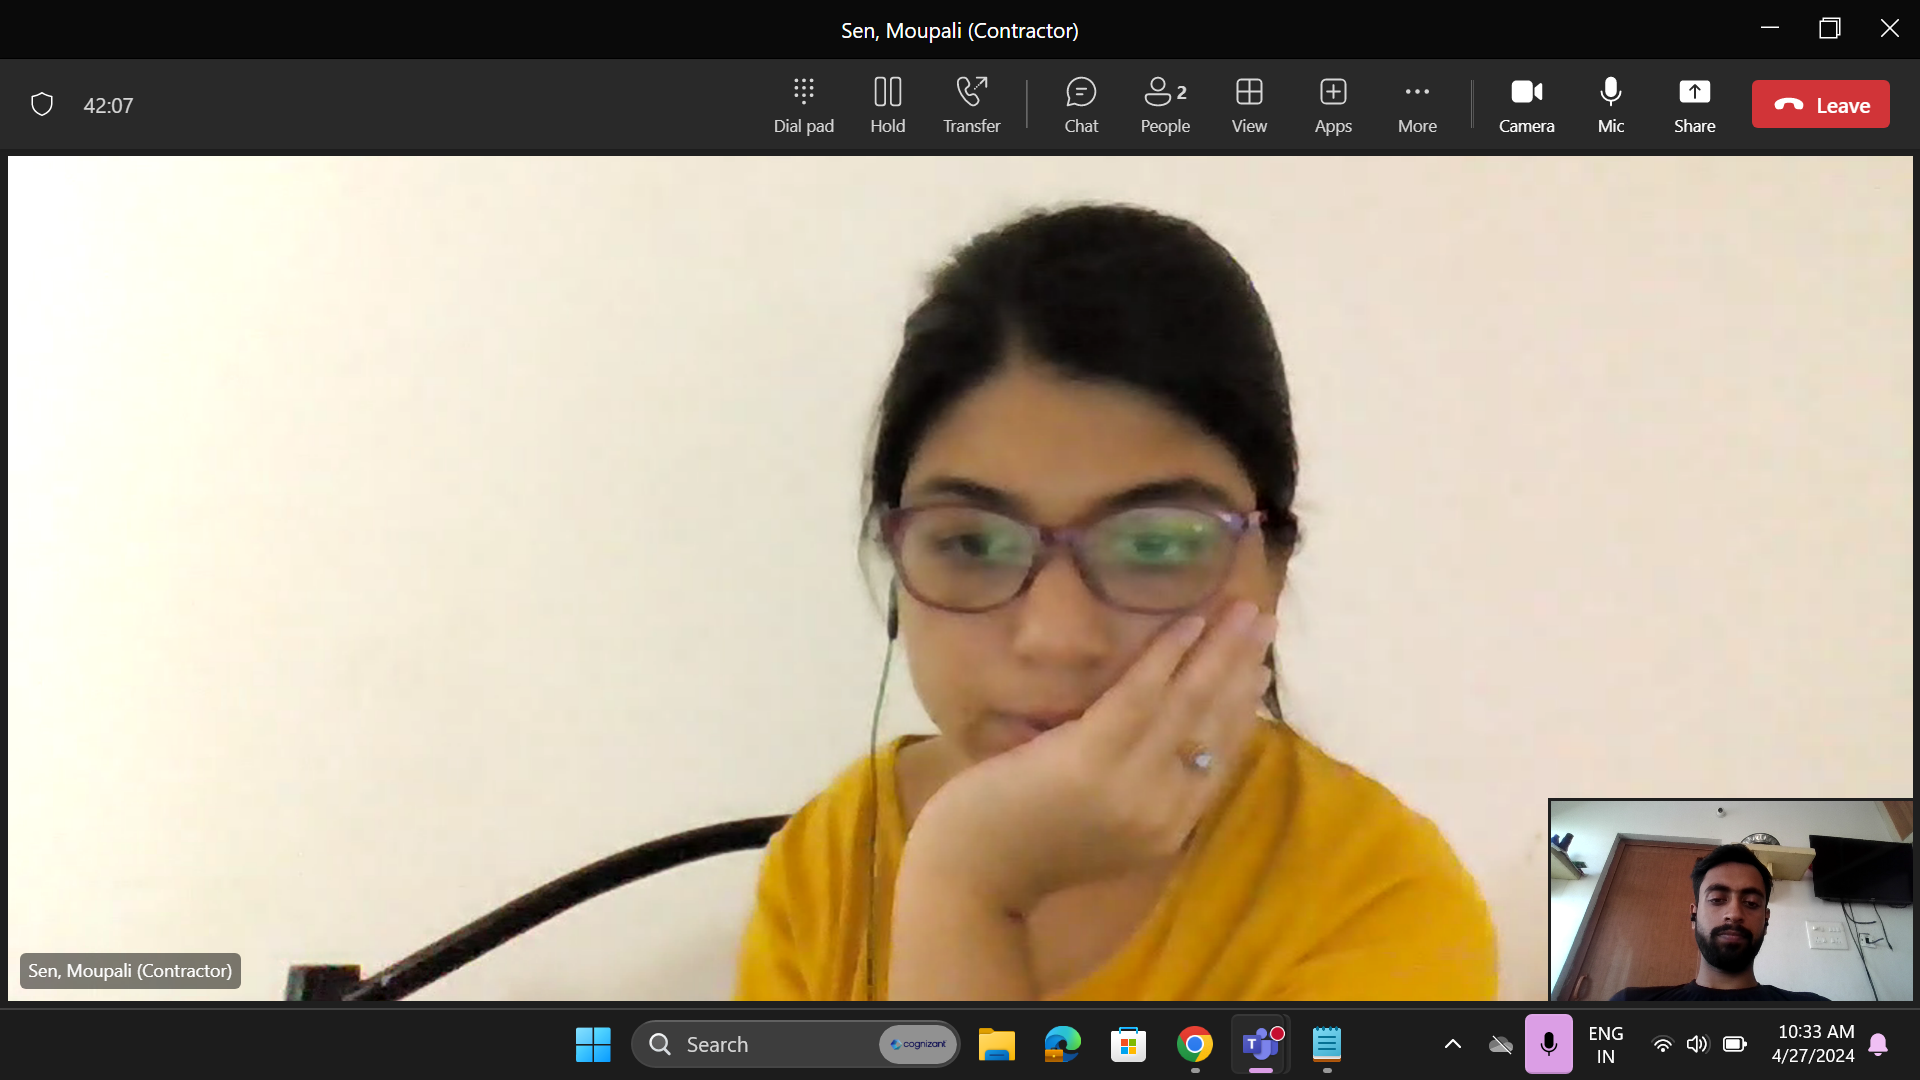 Sen, Moupali (Contractor)
42:07
Dial pad
Hold
Transfer
Chat
2
People
View
Apps
More
Camera
Mic
Share
Leave
Sen, Moupali (Contractor)
Search
cognizant
T
ENG
IN
10:33 AM
4/27/2024